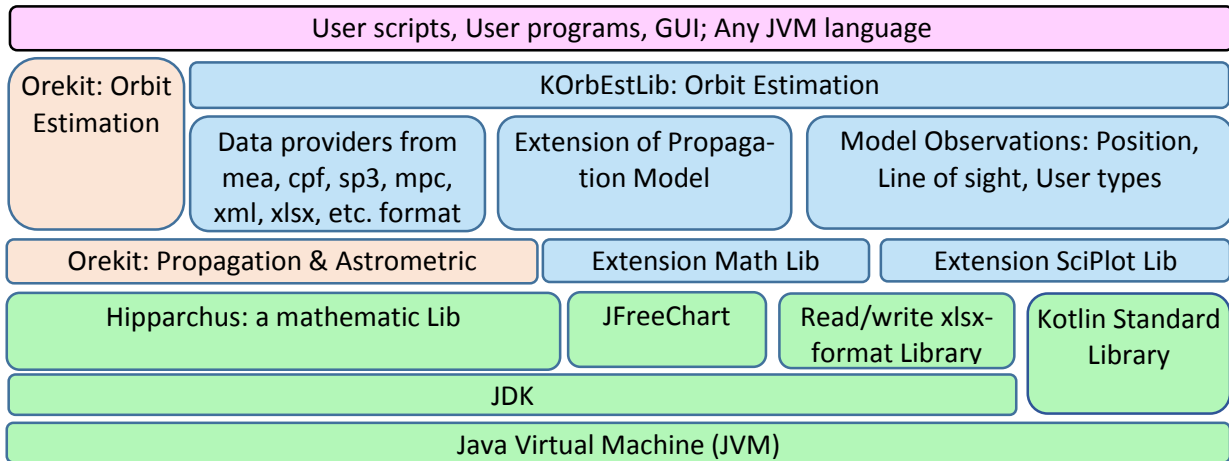 User scripts, User programs, GUI; Any JVM language
Orekit: Orbit
Estimation
KOrbEstLib: Orbit Estimation
Data providers from
mea, cpf, sp3, mpc,
xml, xlsx, etc. format
Extension of Propaga-
tion Model
Model Observations: Position,
Line of sight, User types
Orekit: Propagation & Astrometric
Extension Math Lib
Extension SciPlot Lib
Hipparchus: a mathematic Lib
JFreeChart
Read/write xlsx-
format Library
Kotlin Standard
Library
JDK
Java Virtual Machine (JVM)